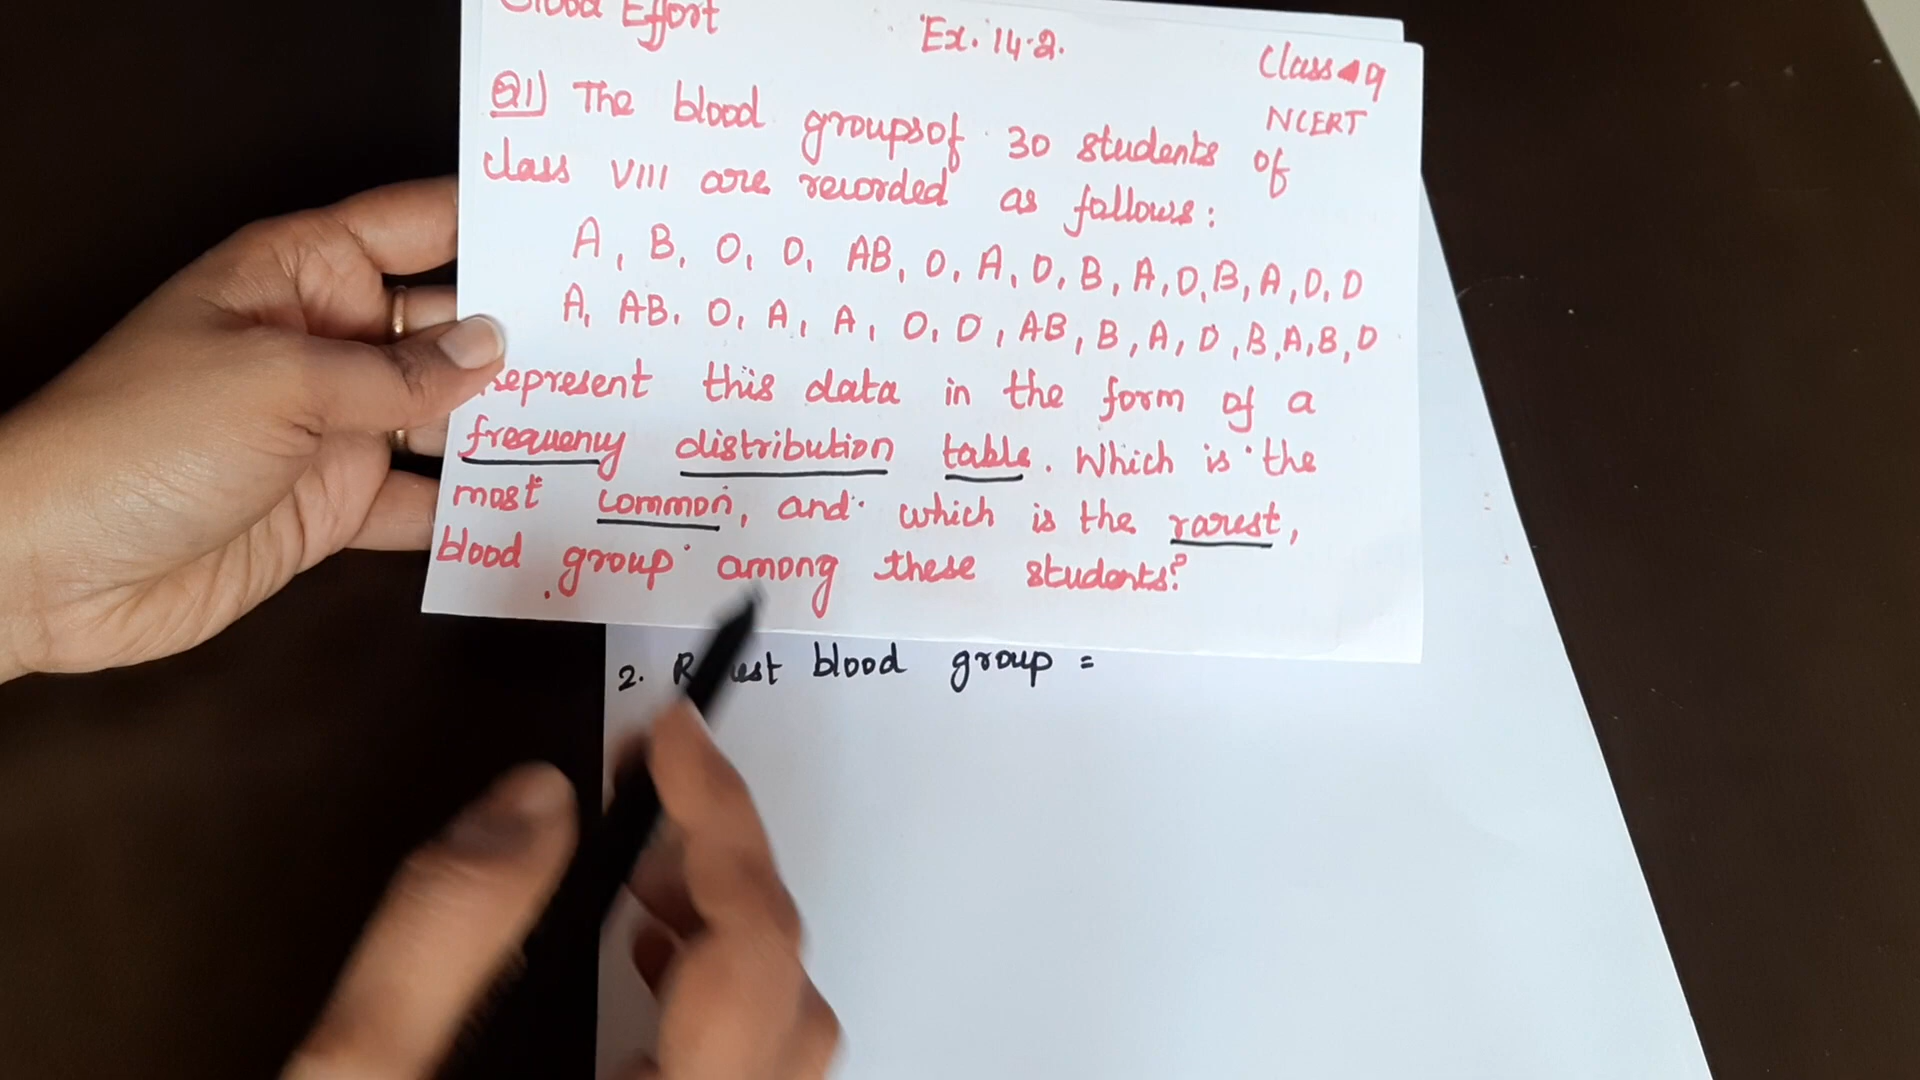 Good Effort
Ex. 14.2.
Class 9
NCERT
Q1) The blood groups of 30 students of
class VIII are recorded as follows:
A, B, O, O, AB, O, A, O, B, A, O, B, A, O, O
A, AB, O, A, A, O, O, AB, B, A, O, B, A, B, O
Represent this data in the form of a
frequency distribution table. Which is the
most common, and which is the rarest,
blood group among these students?
2. Rarest blood group =